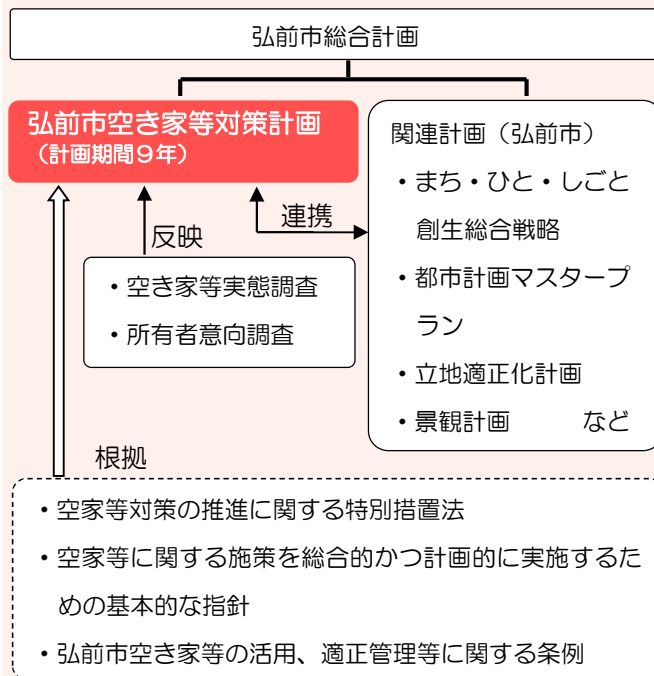 弘前市総合計画
弘前市空き家等対策計画
（計画期間９年）
関連計画（弘前市）
・まち・ひと・しごと
創生総合戦略
・都市計画マスタープ
ラン
・立地適正化計画
・景観計画　　など
連携
反映
・空き家等実態調査
・所有者意向調査
根拠
・空家等対策の推進に関する特別措置法
・空家等に関する施策を総合的かつ計画的に実施するた
めの基本的な指針
・弘前市空き家等の活用、適正管理等に関する条例